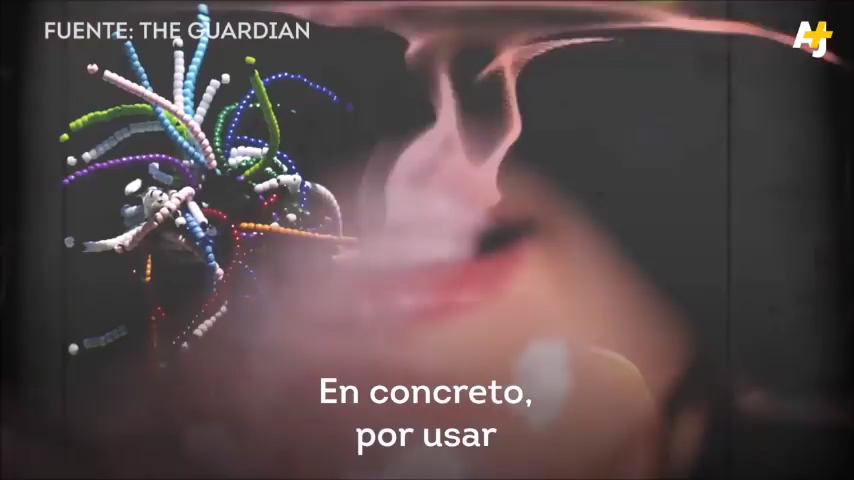 FUENTE: THE GUARDIAN
AJ+
En concreto,
por usar